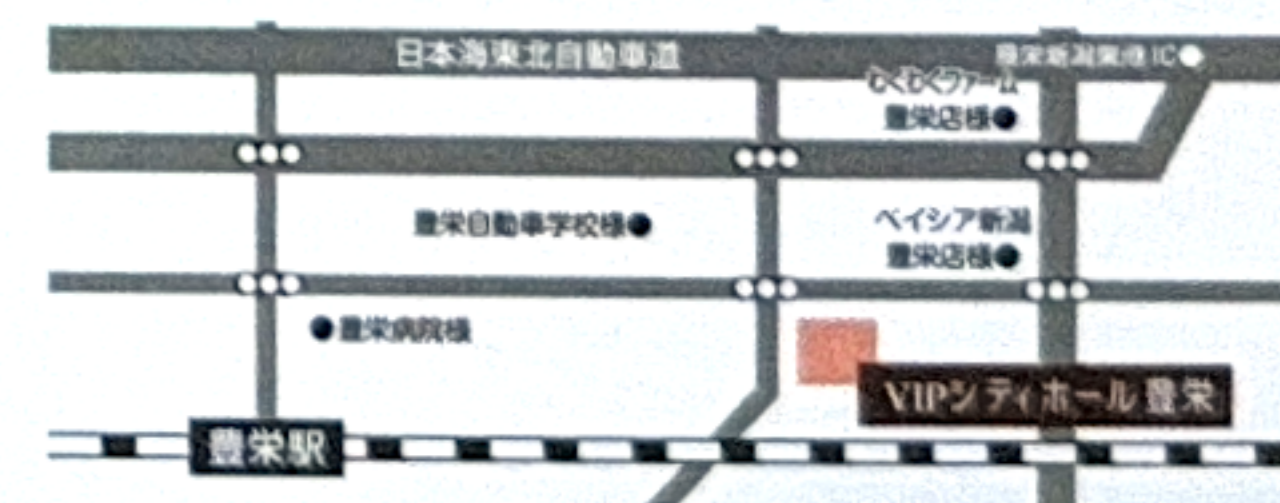 日本海東北自動車道
豊栄新潟東港IC
わくわくファーム
豊栄店様
豊栄自動車学校様
ベイシア新潟
豊栄店様
豊栄病院様
VIPシティホール豊栄
豊栄駅